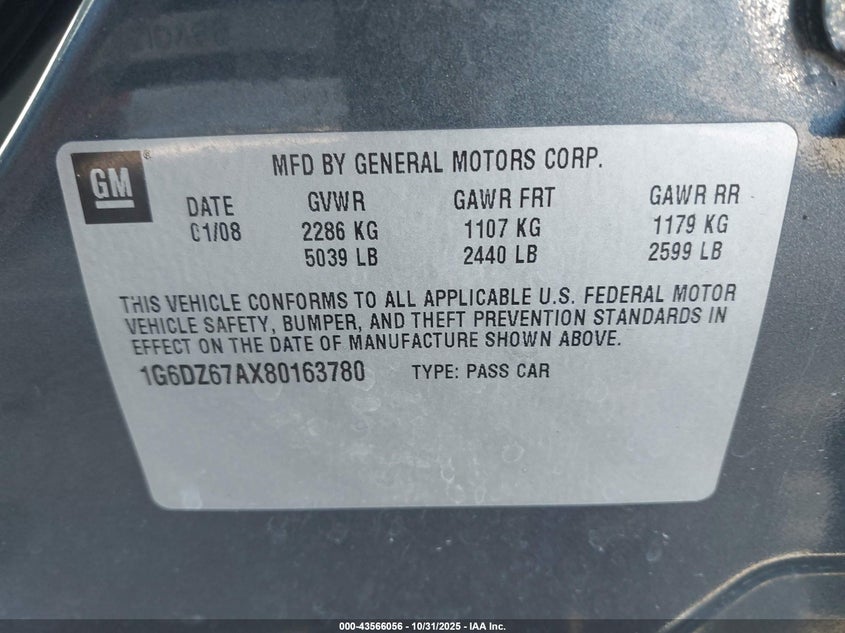 GM ®
MFD BY GENERAL MOTORS CORP.
DATE GVWR GAWR FRT GAWR RR
01/08 2286 KG 1107 KG 1179 KG
5039 LB 2440 LB 2599 LB
THIS VEHICLE CONFORMS TO ALL APPLICABLE U.S. FEDERAL MOTOR
VEHICLE SAFETY, BUMPER, AND THEFT PREVENTION STANDARDS IN
EFFECT ON THE DATE OF MANUFACTURE SHOWN ABOVE.
1G6DZ67AX80163780 TYPE: PASS CAR
000-43566056 - 10/31/2025 - IAA Inc.